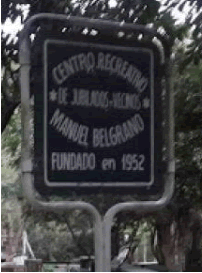 CENTRO RECREATIVO
DE JUBILADOS Y VECINOS
MANUEL BELGRANO
FUNDADO en 1952